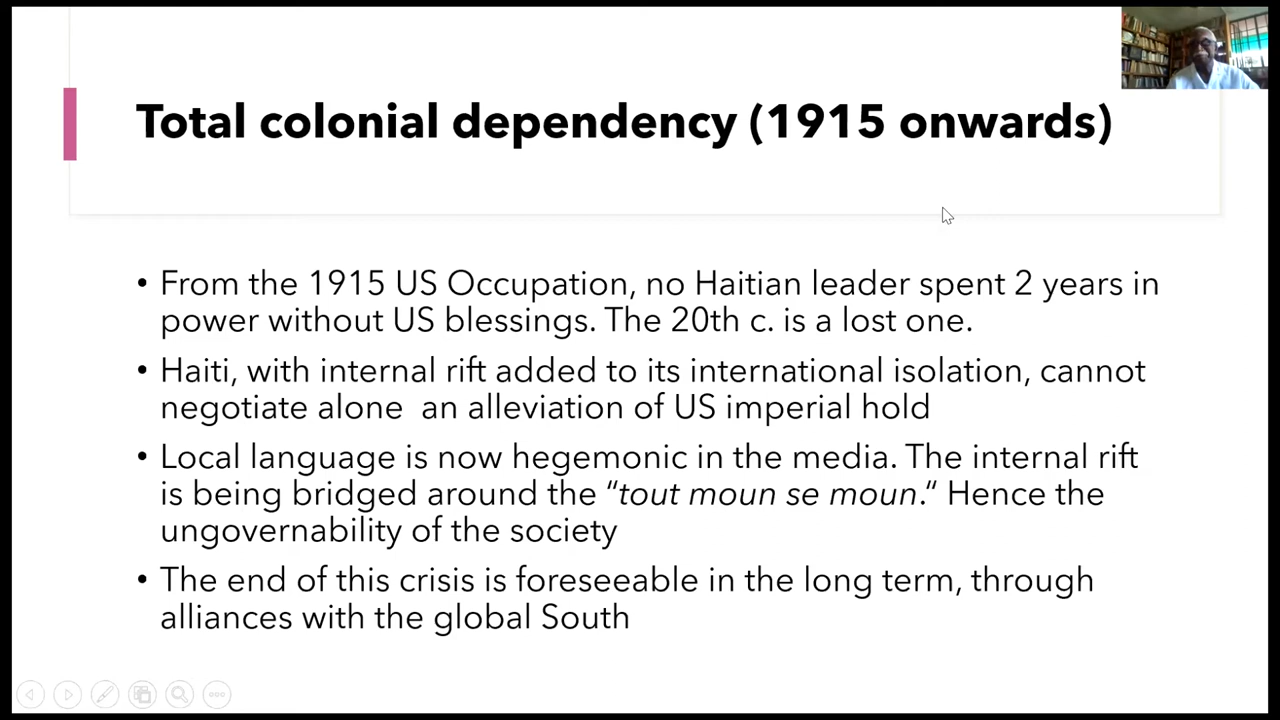 Total colonial dependency (1915 onwards)
• From the 1915 US Occupation, no Haitian leader spent 2 years in
power without US blessings. The 20th c. is a lost one.
• Haiti, with internal rift added to its international isolation, cannot
negotiate alone  an alleviation of US imperial hold
• Local language is now hegemonic in the media. The internal rift
is being bridged around the “tout moun se moun.“ Hence the
ungovernability of the society
• The end of this crisis is foreseeable in the long term, through
alliances with the global South